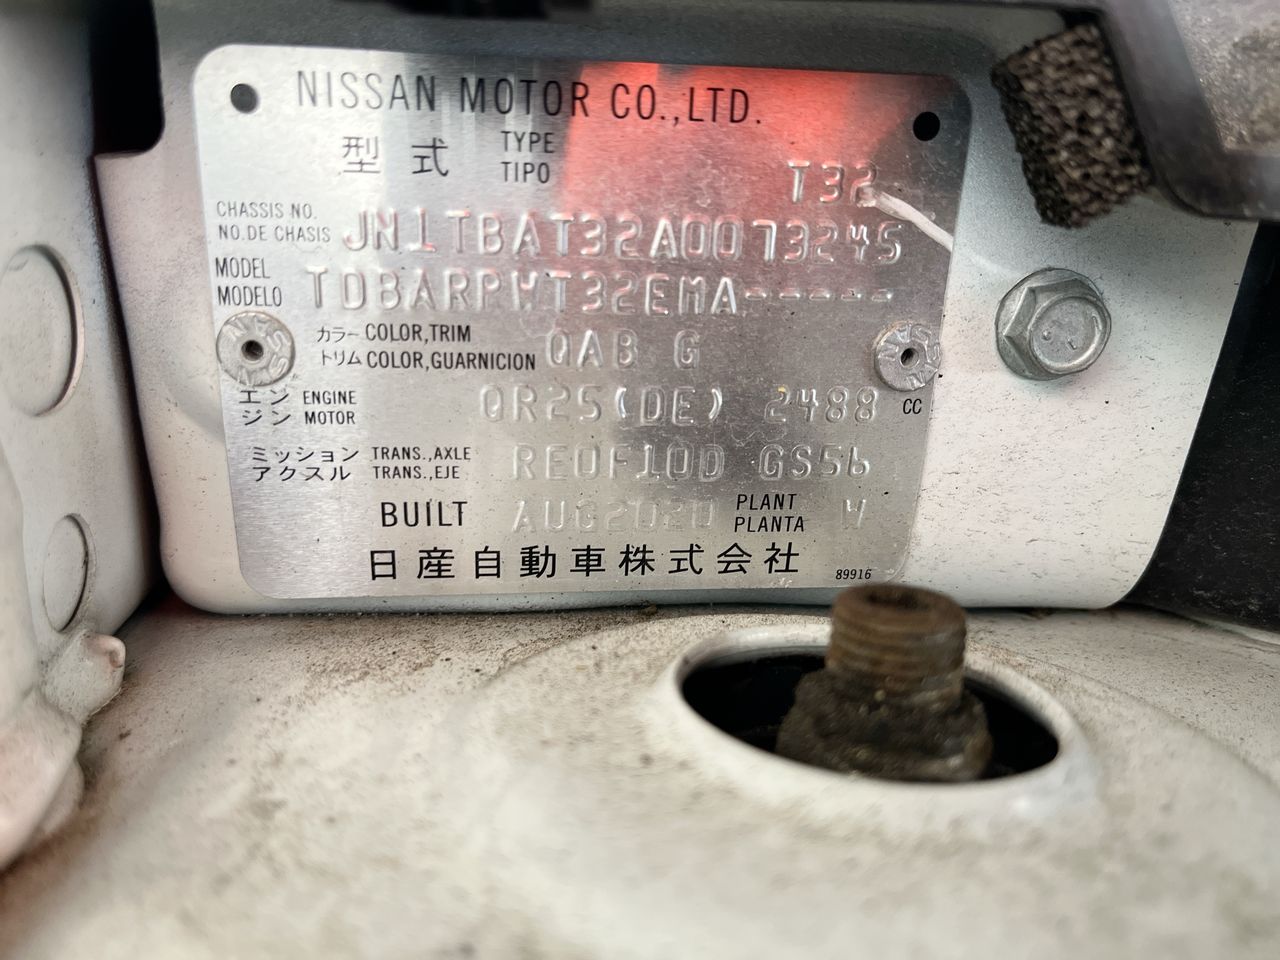 NISSAN MOTOR CO.,LTD.
型式 TYPE TIPO T32
CHASSIS NO. NO.DE CHASIS JN1TBAT32A0073245
MODEL MODELO TDBARPWT32EMA-----
カラー COLOR,TRIM
トリム COLOR,GUARNICION QAB G
エンジン ENGINE MOTOR QR25(DE) 2488 CC
ミッション TRANS.,AXLE
アクスル TRANS.,EJE RE0F10D GS56
BUILT AUG2020 PLANT PLANTA W
日産自動車株式会社 89916